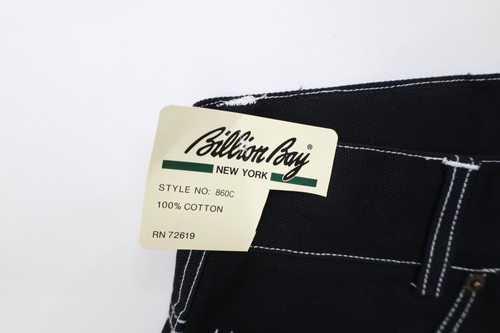 Billion Bay ®
NEW YORK
STYLE NO: 860C
100% COTTON
RN 72619